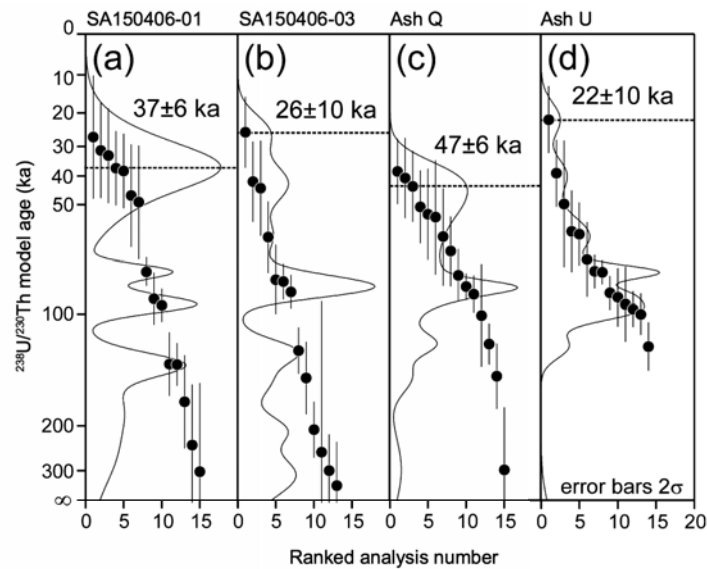 SA150406-01 SA150406-03 Ash Q Ash U
(a) (b) (c) (d)
37±6 ka 26±10 ka 47±6 ka 22±10 ka
0
10
20
30
40
50
100
200
300
∞
²³⁸U/²³⁰Th model age (ka)
error bars 2σ
0 5 10 15 0 5 10 15 0 5 10 15 0 5 10 15 20
Ranked analysis number